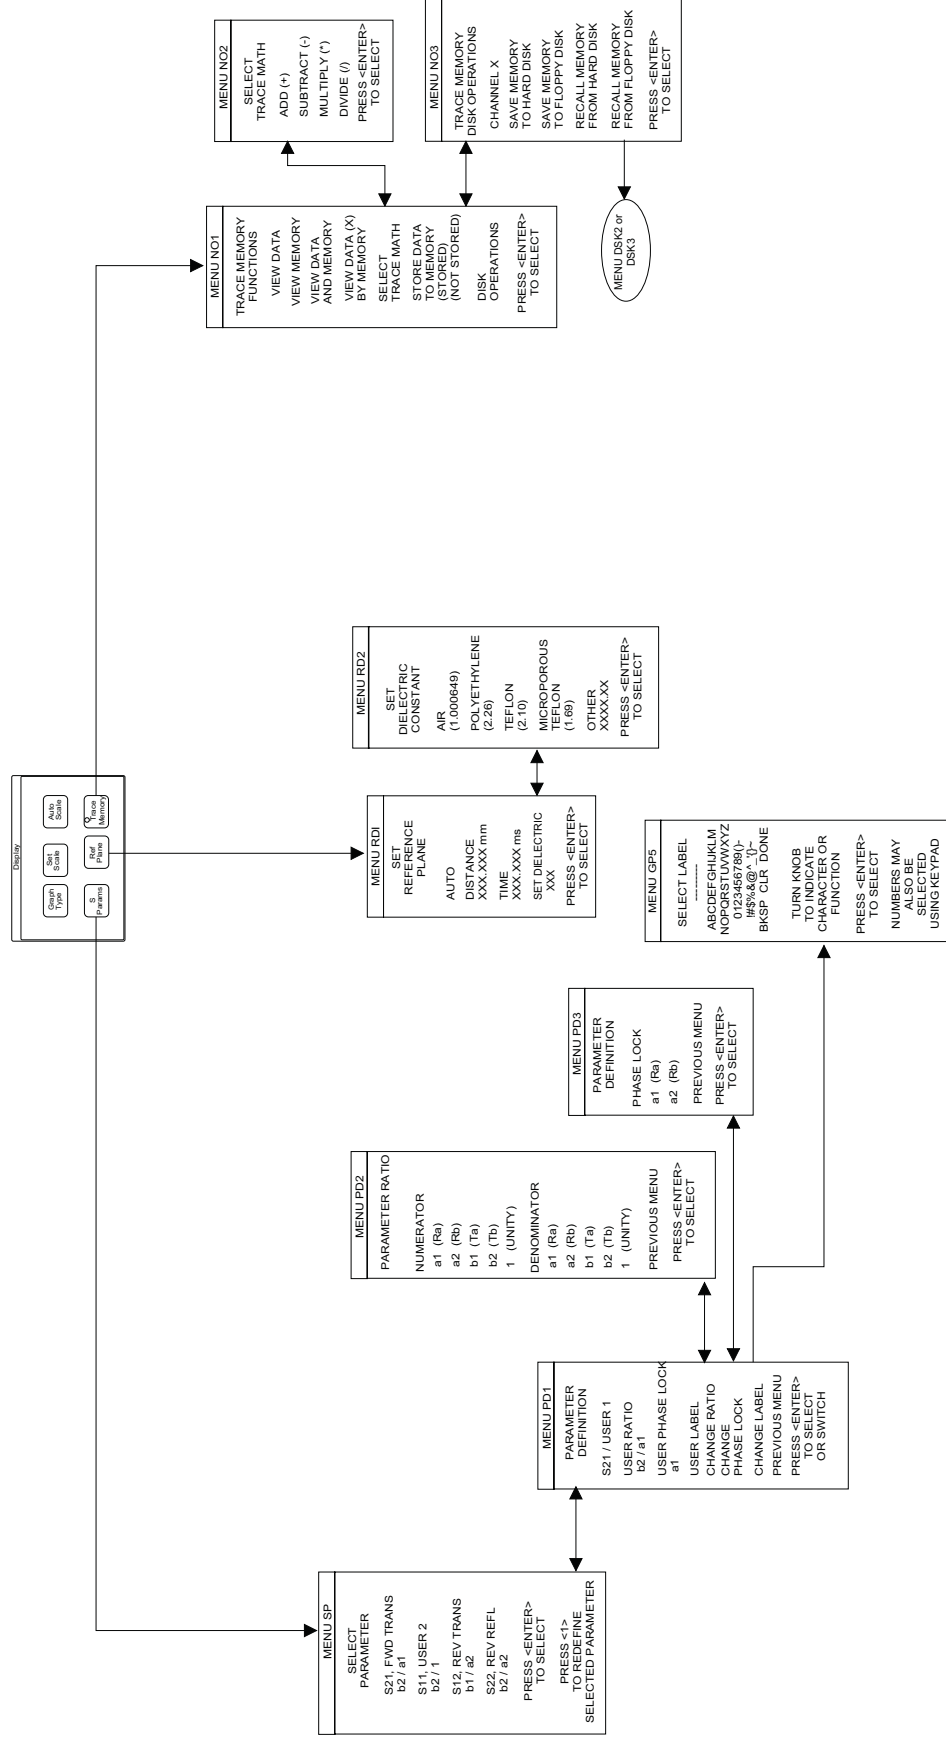 Display
Graph
Type
Set
Scale
Auto
Scale
S
Params
Ref
Plane
Trace
Memory
MENU SP
SELECT
PARAMETER
S21, FWD TRANS
b2 / a1
S11, USER 2
b2 / 1
S12, REV TRANS
b1 / a2
S22, REV REFL
b2 / a2
PRESS <ENTER>
TO SELECT
PRESS <1>
TO REDEFINE
SELECTED PARAMETER
MENU PD1
PARAMETER
DEFINITION
S21 / USER 1
USER RATIO
b2 / a1
USER PHASE LOCK
a1
USER LABEL
CHANGE RATIO
CHANGE
PHASE LOCK
CHANGE LABEL
PREVIOUS MENU
PRESS <ENTER>
TO SELECT
OR SWITCH
MENU PD2
PARAMETER RATIO
NUMERATOR
a1 (Ra)
a2 (Rb)
b1 (Ta)
b2 (Tb)
1 (UNITY)
DENOMINATOR
a1 (Ra)
a2 (Rb)
b1 (Ta)
b2 (Tb)
1 (UNITY)
PREVIOUS MENU
PRESS <ENTER>
TO SELECT
MENU PD3
PARAMETER
DEFINITION
PHASE LOCK
a1 (Ra)
a2 (Rb)
PREVIOUS MENU
PRESS <ENTER>
TO SELECT
MENU GP5
SELECT LABEL
----------
ABCDEFGHIJKLM
NOPQRSTUVWXYZ
0123456789()-
!#$%&@^_'{}~
BKSP CLR DONE
TURN KNOB
TO INDICATE
CHARACTER OR
FUNCTION
PRESS <ENTER>
TO SELECT
NUMBERS MAY
ALSO BE
SELECTED
USING KEYPAD
MENU RDI
SET
REFERENCE
PLANE
AUTO
DISTANCE
XXX.XXX mm
TIME
XXX.XXX ms
SET DIELECTRIC
XXX
PRESS <ENTER>
TO SELECT
MENU RD2
SET
DIELECTRIC
CONSTANT
AIR
(1.000649)
POLYETHYLENE
(2.26)
TEFLON
(2.10)
MICROPOROUS
TEFLON
(1.69)
OTHER
XXXX.XX
PRESS <ENTER>
TO SELECT
MENU NO1
TRACE MEMORY
FUNCTIONS
VIEW DATA
VIEW MEMORY
VIEW DATA
AND MEMORY
VIEW DATA (X)
BY MEMORY
SELECT
TRACE MATH
STORE DATA
TO MEMORY
(STORED)
(NOT STORED)
DISK
OPERATIONS
PRESS <ENTER>
TO SELECT
MENU NO2
SELECT
TRACE MATH
ADD (+)
SUBTRACT (-)
MULTIPLY (*)
DIVIDE (/)
PRESS <ENTER>
TO SELECT
MENU NO3
TRACE MEMORY
DISK OPERATIONS
CHANNEL X
SAVE MEMORY
TO HARD DISK
SAVE MEMORY
TO FLOPPY DISK
RECALL MEMORY
FROM HARD DISK
RECALL MEMORY
FROM FLOPPY DISK
PRESS <ENTER>
TO SELECT
MENU DSK2 or
DSK3